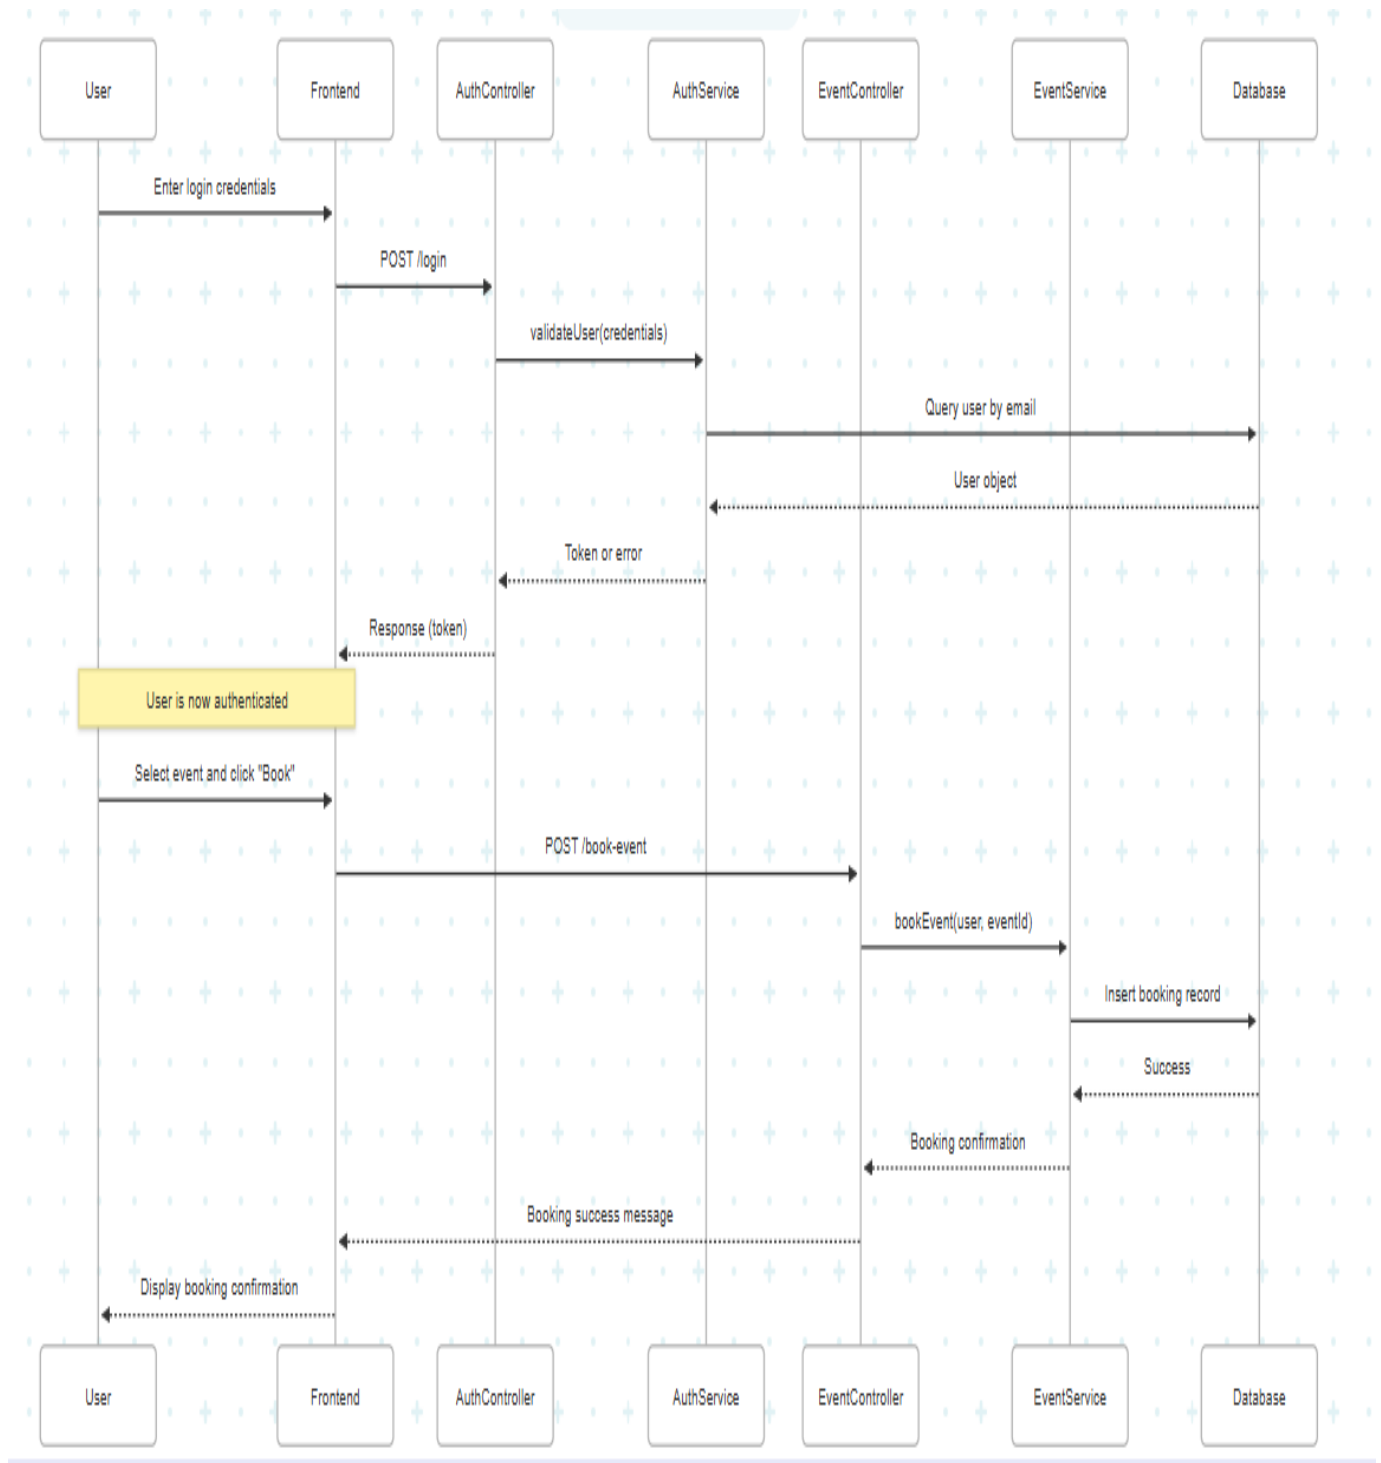 User
Frontend
AuthController
AuthService
EventController
EventService
Database
Enter login credentials
POST /login
validateUser(credentials)
Query user by email
User object
Token or error
Response (token)
User is now authenticated
Select event and click "Book"
POST /book-event
bookEvent(user, eventId)
Insert booking record
Success
Booking confirmation
Booking success message
Display booking confirmation
User
Frontend
AuthController
AuthService
EventController
EventService
Database